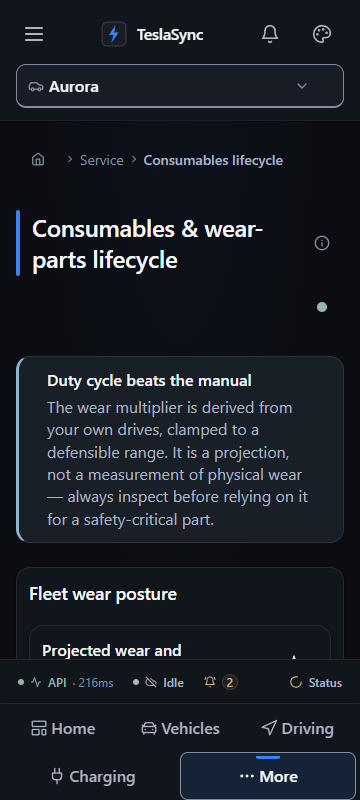 TeslaSync
Aurora
Service
Consumables lifecycle
Consumables & wear-
parts lifecycle
Duty cycle beats the manual
The wear multiplier is derived from
your own drives, clamped to a
defensible range. It is a projection,
not a measurement of physical wear
— always inspect before relying on it
for a safety-critical part.
Fleet wear posture
Projected wear and
API · 216ms
Idle
2
Status
Home
Vehicles
Driving
Charging
More